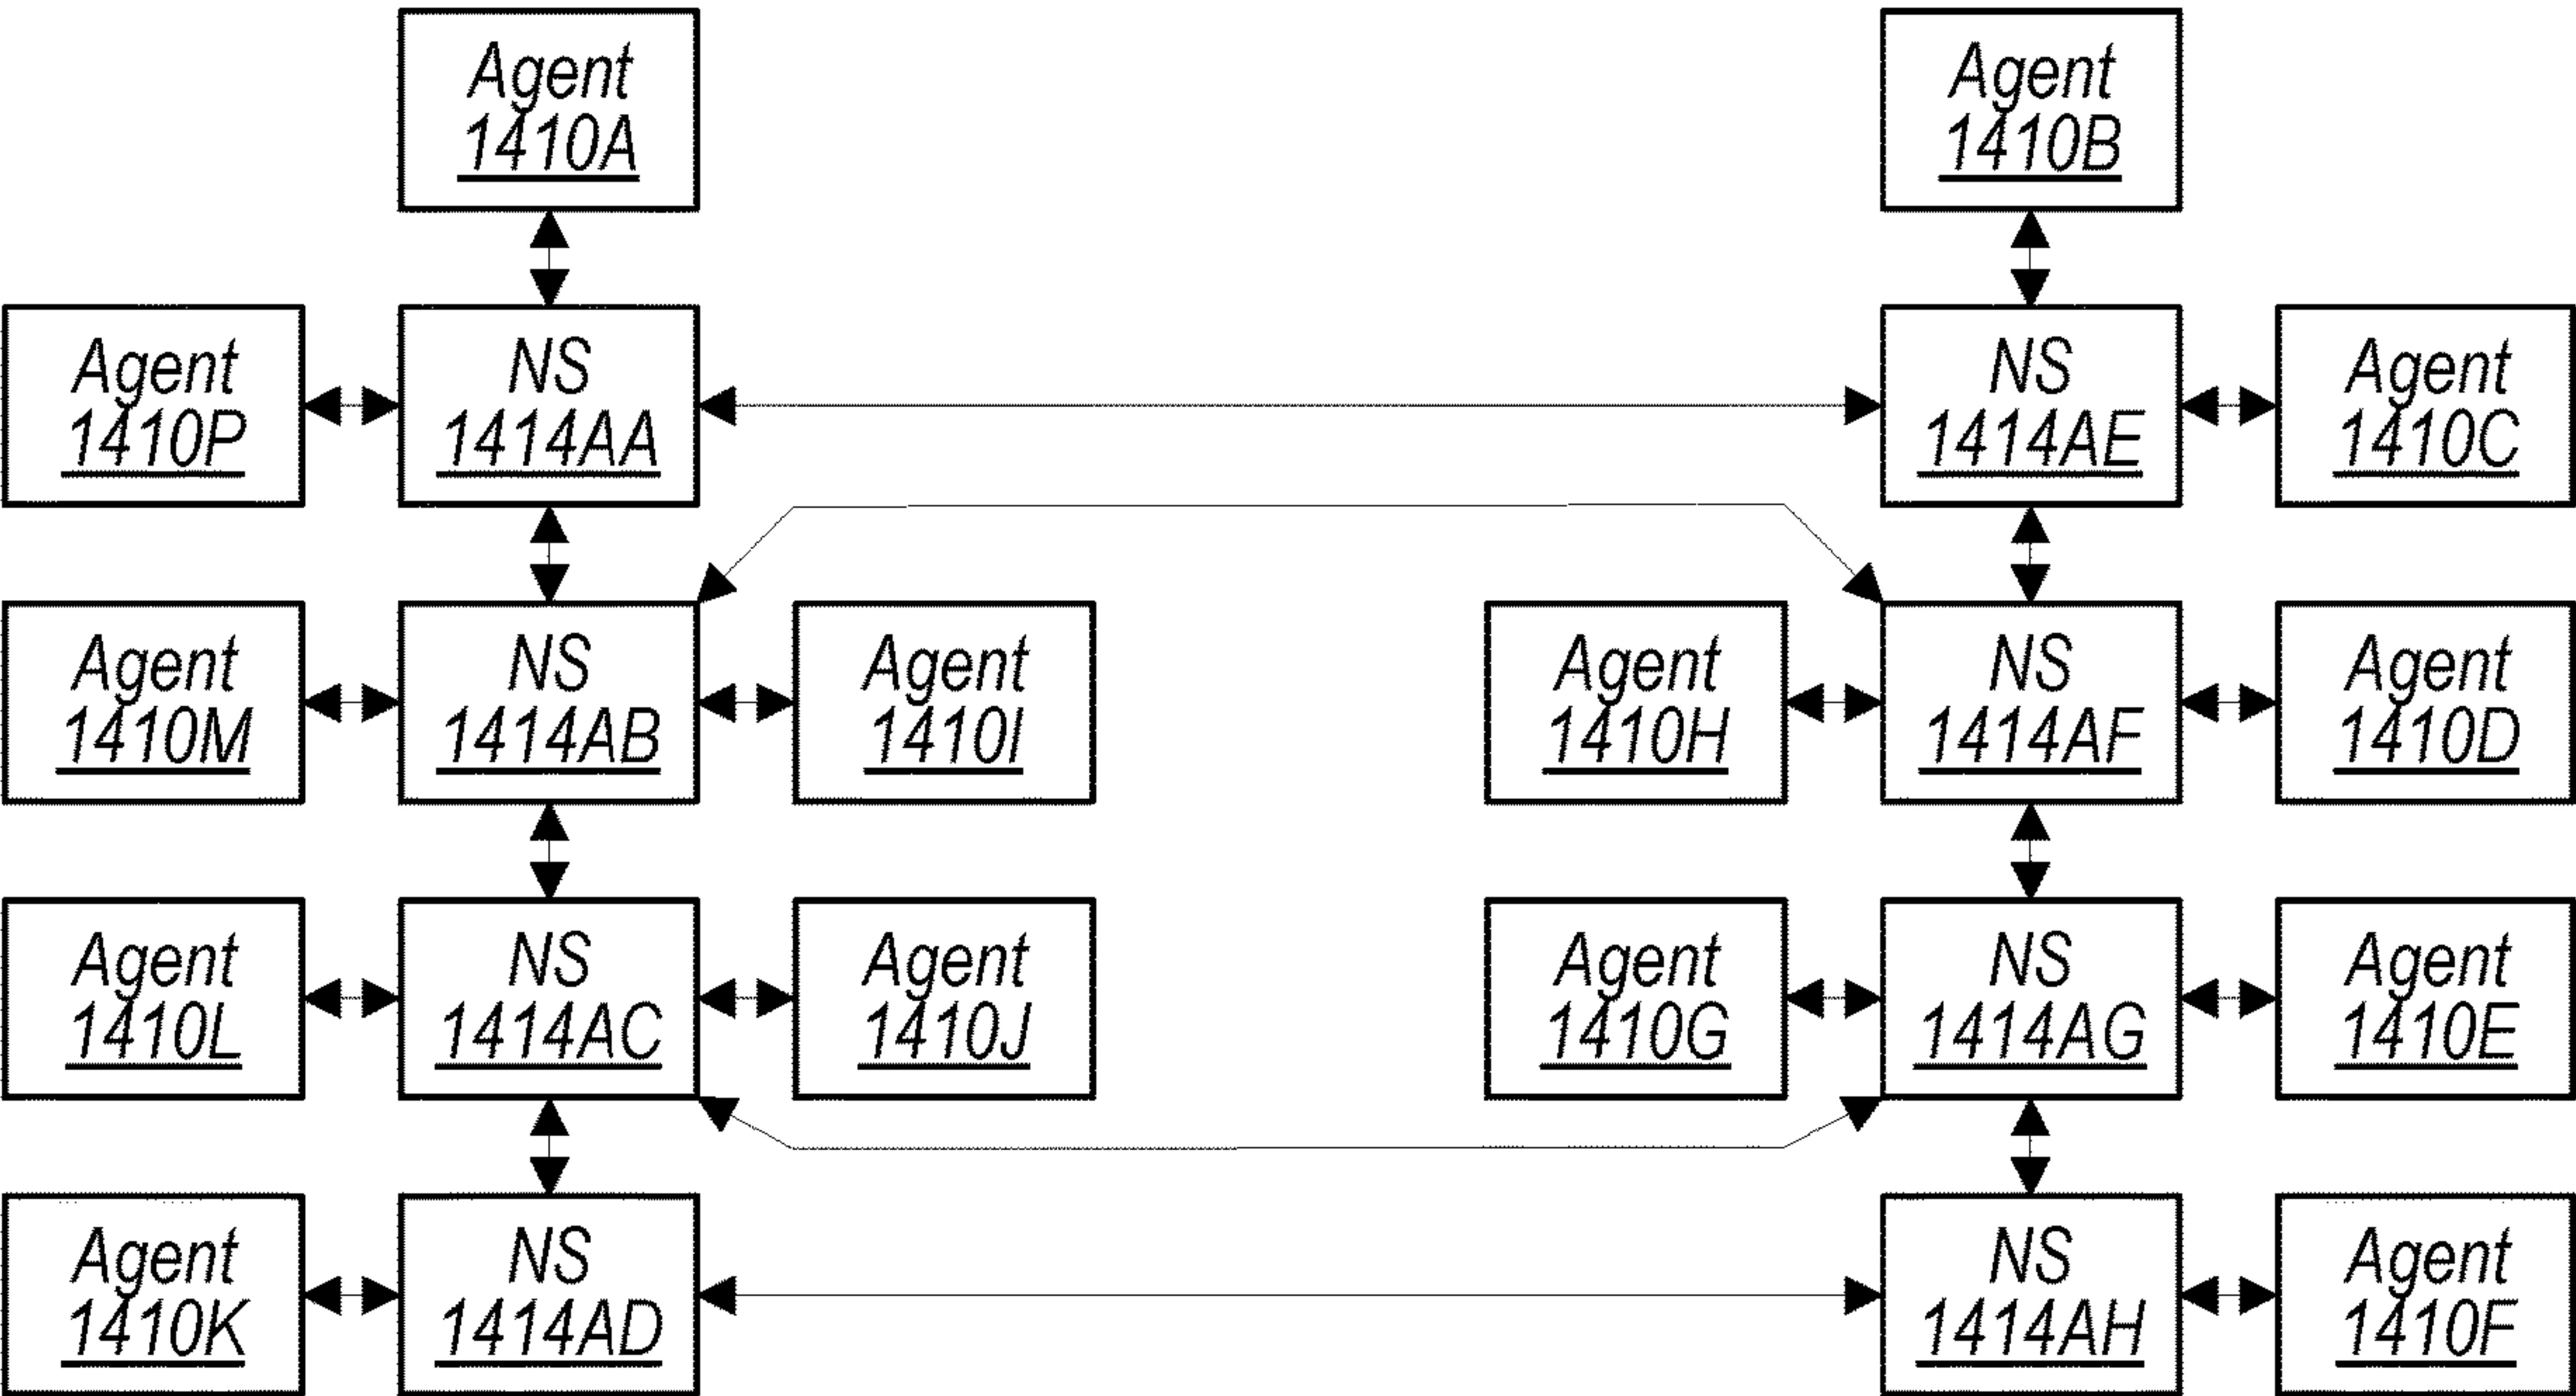 Agent
1410A
Agent
1410B
Agent
1410P
NS
1414AA
NS
1414AE
Agent
1410C
Agent
1410M
NS
1414AB
Agent
1410I
Agent
1410H
NS
1414AF
Agent
1410D
Agent
1410L
NS
1414AC
Agent
1410J
Agent
1410G
NS
1414AG
Agent
1410E
Agent
1410K
NS
1414AD
NS
1414AH
Agent
1410F